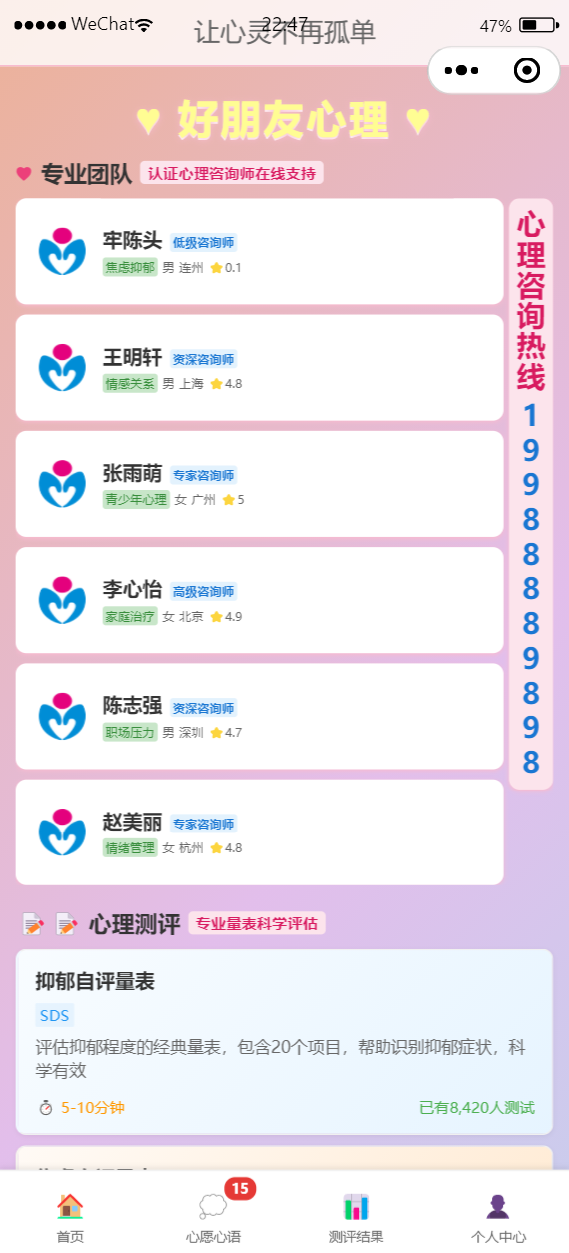 WeChat 22:47 47%
让心灵不再孤单
♥ 好朋友心理 ♥
专业团队 认证心理咨询师在线支持
牢陈头 低级咨询师
焦虑抑郁 男 连州 ⭐0.1
王明轩 资深咨询师
情感关系 男 上海 ⭐4.8
张雨萌 专家咨询师
青少年心理 女 广州 ⭐5
李心怡 高级咨询师
家庭治疗 女 北京 ⭐4.9
陈志强 资深咨询师
职场压力 男 深圳 ⭐4.7
赵美丽 专家咨询师
情绪管理 女 杭州 ⭐4.8
心理咨询热线19988889898
心理测评 专业量表科学评估
抑郁自评量表
SDS
评估抑郁程度的经典量表，包含20个项目，帮助识别抑郁症状，科
学有效
5-10分钟 已有8,420人测试
15
首页 心愿心语 测评结果 个人中心